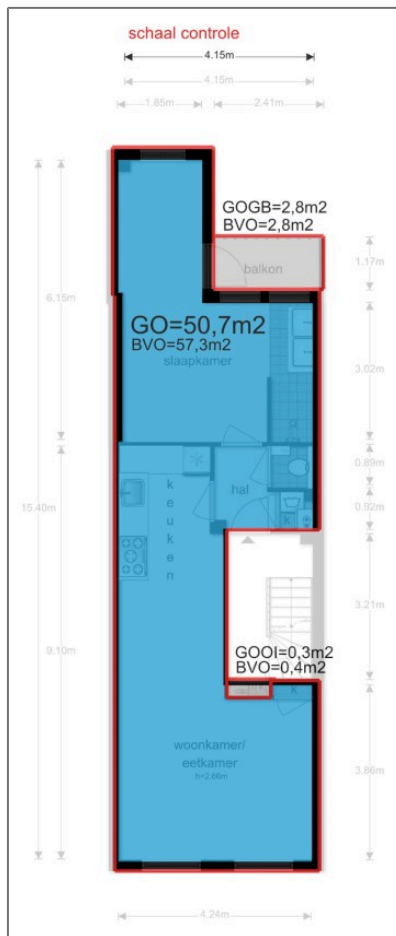 schaal controle
4.15m
4.15m
1.85m
2.41m
GOGB=2,8m2
BVO=2,8m2
balkon
1.17m
6.15m
GO=50,7m2
BVO=57,3m2
slaapkamer
3.02m
0.89m
hal
keuken
k
0.92m
15.40m
9.10m
3.21m
GOOI=0,3m2
BVO=0,4m2
k
woonkamer/
eetkamer
h=2.66m
3.86m
4.24m